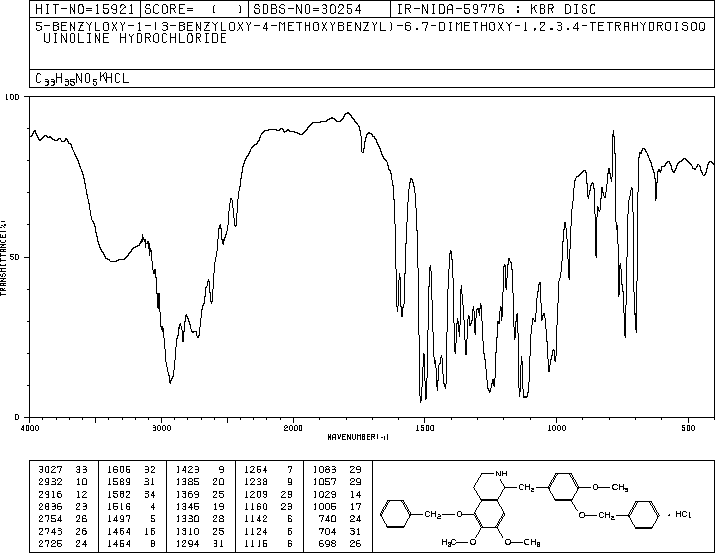 HIT-NO=15921 SCORE= ( ) SDBS-NO=30254 IR-NIDA-59776 : KBR DISC
5-BENZYLOXY-1-(3-BENZYLOXY-4-METHOXYBENZYL)-6,7-DIMETHOXY-1,2,3,4-TETRAHYDROISOQ
UINOLINE HYDROCHLORIDE
C33H35NO5·HCL
100
50
0
TRANSMITTANCE(%)
4000 3000 2000 1500 1000 500
WAVENUMBER(-1)
3027 33 1606 32 1423 9 1254 7 1083 29
2932 10 1589 31 1385 20 1238 9 1057 29
2916 12 1582 34 1369 25 1209 29 1029 14
2836 23 1516 4 1345 19 1160 23 1006 17
2754 26 1497 5 1330 28 1142 6 740 24
2743 26 1464 16 1310 25 1124 6 704 31
2725 24 1454 8 1294 31 1116 6 698 26
NH
CH2
O-CH3
CH2-O
O-CH2
· HCl
H3C-O
O-CH3